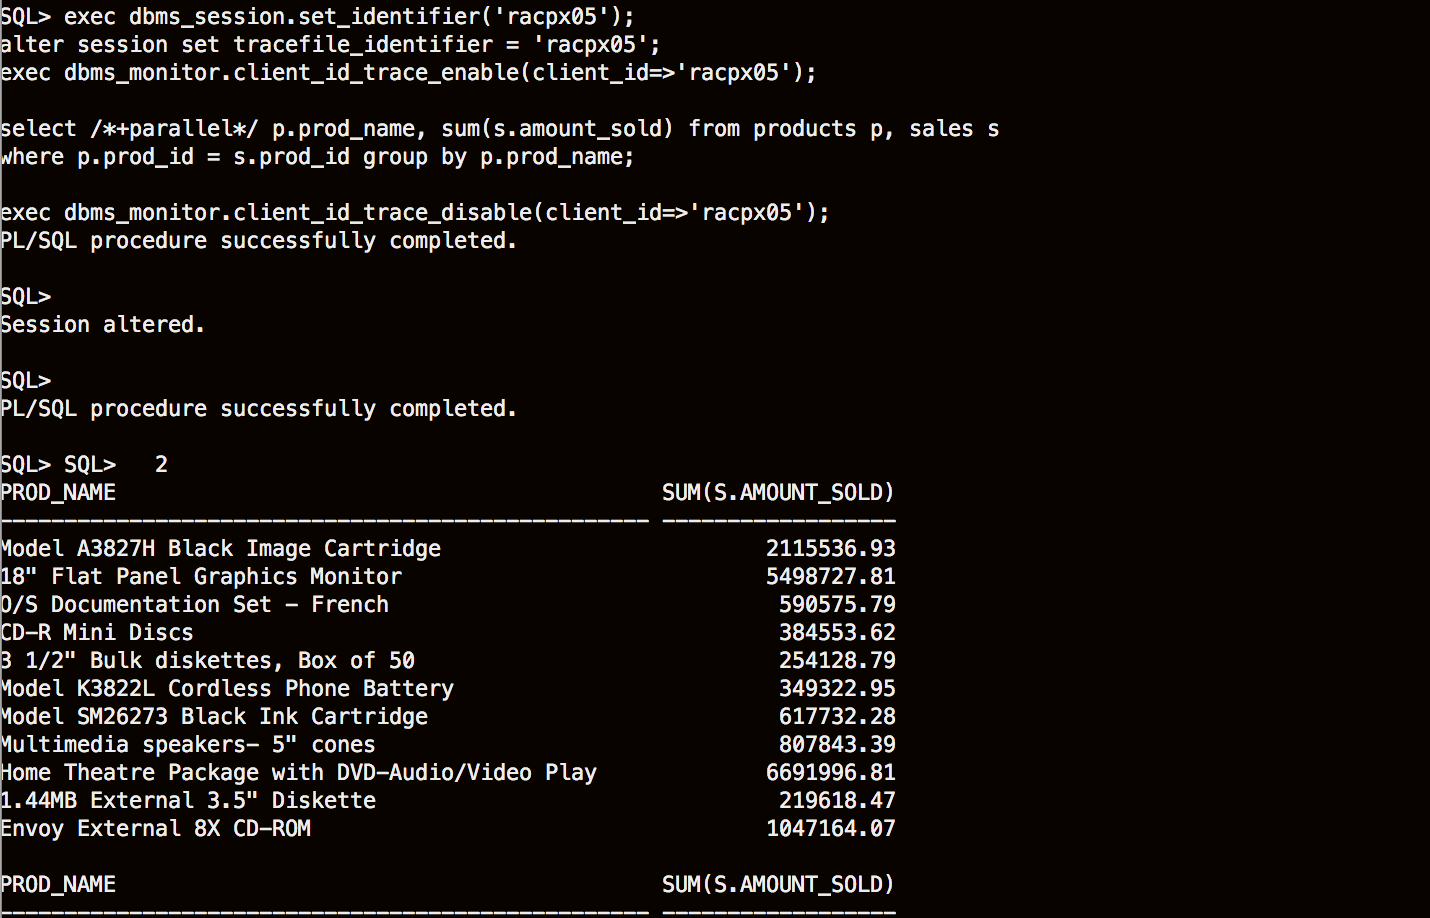 SQL> exec dbms_session.set_identifier('racpx05');
alter session set tracefile_identifier = 'racpx05';
exec dbms_monitor.client_id_trace_enable(client_id=>'racpx05');
select /*+parallel*/ p.prod_name, sum(s.amount_sold) from products p, sales s
where p.prod_id = s.prod_id group by p.prod_name;
exec dbms_monitor.client_id_trace_disable(client_id=>'racpx05');
PL/SQL procedure successfully completed.
SQL>
Session altered.
SQL>
PL/SQL procedure successfully completed.
SQL> SQL>   2
PROD_NAME                                          SUM(S.AMOUNT_SOLD)
-------------------------------------------------- ------------------
Model A3827H Black Image Cartridge                         2115536.93
18" Flat Panel Graphics Monitor                            5498727.81
O/S Documentation Set - French                              590575.79
CD-R Mini Discs                                             384553.62
3 1/2" Bulk diskettes, Box of 50                            254128.79
Model K3822L Cordless Phone Battery                         349322.95
Model SM26273 Black Ink Cartridge                           617732.28
Multimedia speakers- 5" cones                               807843.39
Home Theatre Package with DVD-Audio/Video Play             6691996.81
1.44MB External 3.5" Diskette                               219618.47
Envoy External 8X CD-ROM                                   1047164.07
PROD_NAME                                          SUM(S.AMOUNT_SOLD)
-------------------------------------------------- ------------------